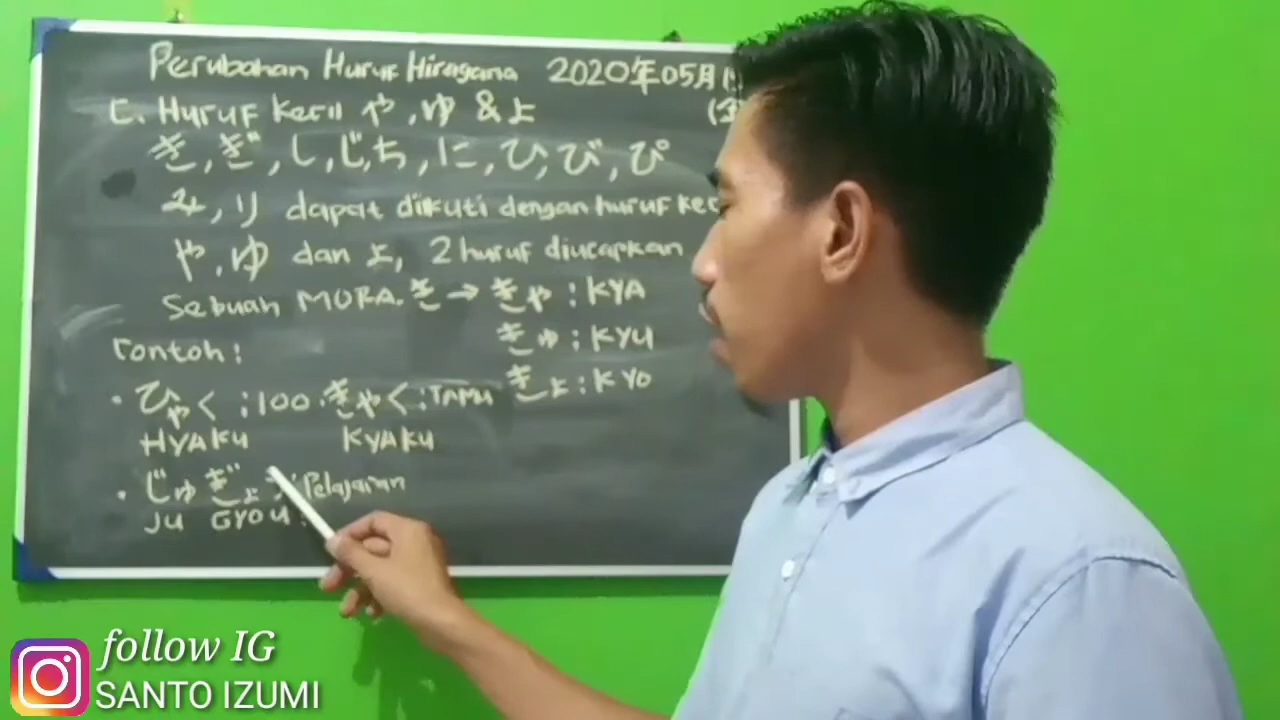 Perubahan Huruf Hiragana 2020年05月1
C. Huruf Kecil や, ゆ & よ
き, ぎ, し, じ, ち, に, ひ, び, ぴ
み, り dapat dikuti dengan huruf kec
や, ゆ dan よ, 2 huruf diucapkan
Sebuah MORA. き → きゃ : KYA
きゅ : KYU
きょ : KYO
Contoh :
• ひゃく : 100 . きゃく : TAMU
HYAKU KYAKU
• じゅぎょう : Pelajaran
JU GYOU
follow IG
SANTO IZUMI